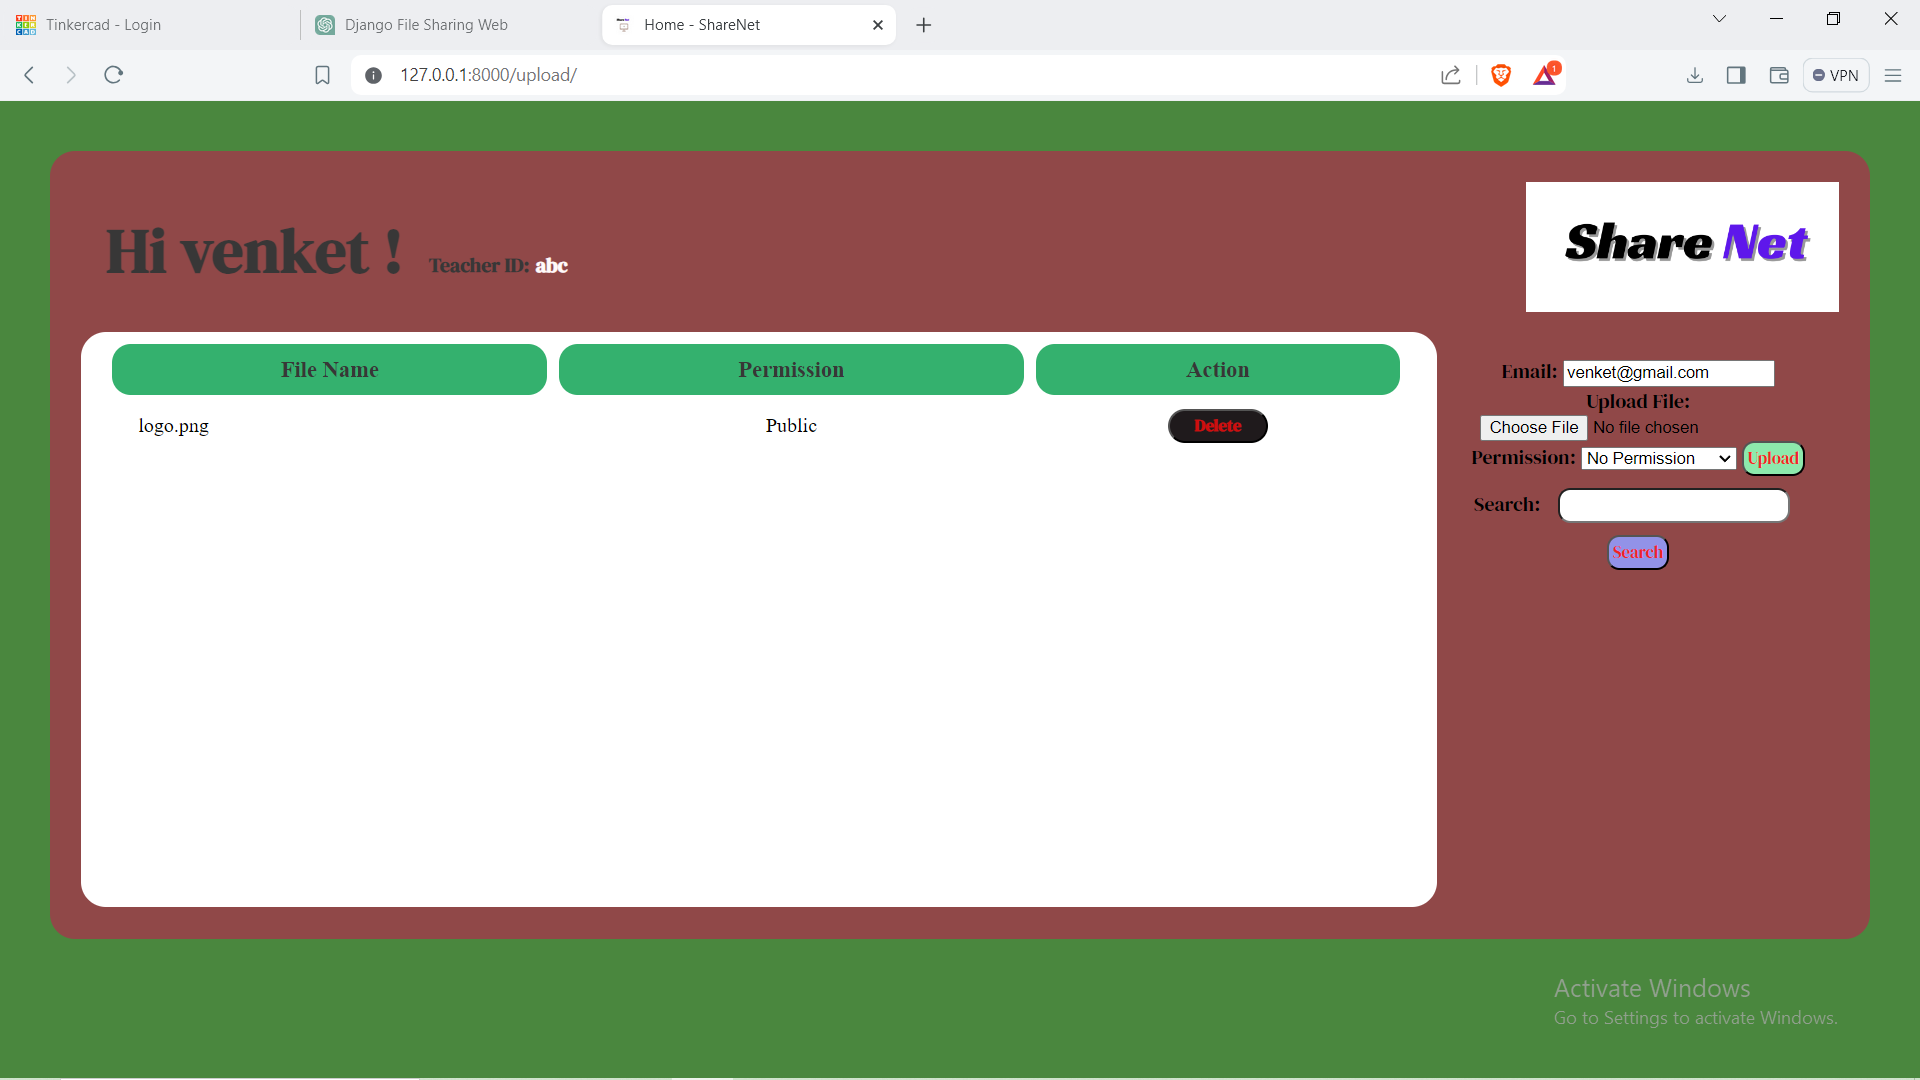 Tinkercad - Login
Django File Sharing Web
Home - ShareNet
127.0.0.1:8000/upload/
1
VPN
Hi venket !
Teacher ID: abc
Share Net
File Name
Permission
Action
logo.png
Public
Delete
Email: venket@gmail.com
Upload File:
Choose File No file chosen
Permission: No Permission Upload
Search:
Search
Activate Windows
Go to Settings to activate Windows.